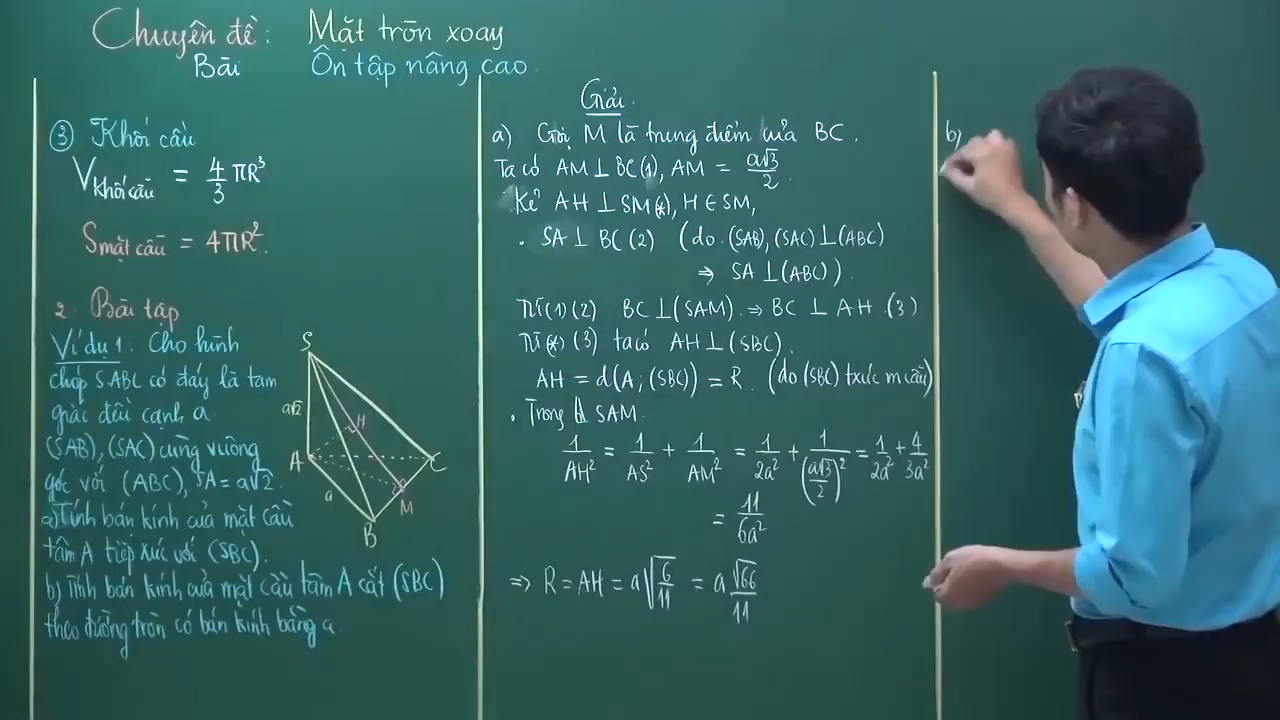 Chuyên đề: Mặt tròn xoay
Bài Ôn tập nâng cao.
③ Khối cầu
V khối cầu = 4/3 πR³
S mặt cầu = 4πR².
2. Bài tập
Ví dụ 1: Cho hình
chóp S.ABC có đáy là tam
giác đều cạnh a.
(SAB), (SAC) cùng vuông
góc với (ABC), SA = a√2.
a) Tính bán kính của mặt cầu
tâm A tiếp xúc với (SBC).
b) Tính bán kính của mặt cầu tâm A cắt (SBC)
theo đường tròn có bán kính bằng a.
S
a√2
H
A
C
a
M
B
Giải.
a) Gọi M là trung điểm của BC.
Ta có AM ⊥ BC (1), AM = a√3/2.
Kẻ AH ⊥ SM (*), H ∈ SM,
. SA ⊥ BC (2) (do (SAB), (SAC) ⊥ (ABC)
⇒ SA ⊥ (ABC)).
Từ (1) (2) BC ⊥ (SAM). ⇒ BC ⊥ AH. (3)
Từ (*) (3) ta có AH ⊥ (SBC).
AH = d(A; (SBC)) = R. (do (SBC) txúc m cầu)
. Trong Δ SAM.
1/AH² = 1/AS² + 1/AM² = 1/2a² + 1/(a√3/2)² = 1/2a² + 4/3a²
= 11/6a²
⇒ R = AH = a√(6/11) = a√66/11
b)